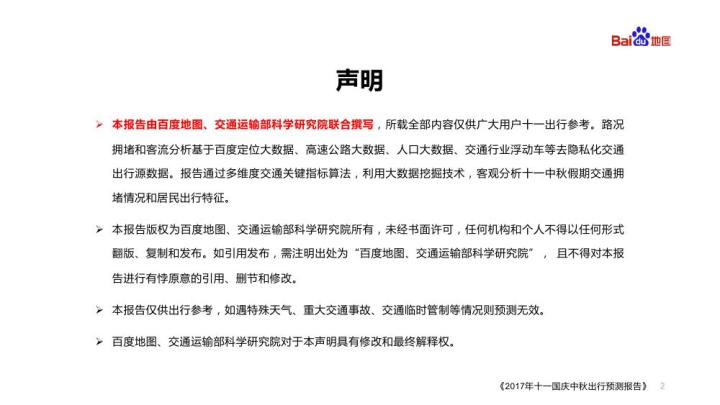 Bai du 地图
声明
➢ 本报告由百度地图、交通运输部科学研究院联合撰写，所载全部内容仅供广大用户十一出行参考。路况
拥堵和客流分析基于百度定位大数据、高速公路大数据、人口大数据、交通行业浮动车等去隐私化交通
出行源数据。报告通过多维度交通关键指标算法，利用大数据挖掘技术，客观分析十一中秋假期交通拥
堵情况和居民出行特征。
➢ 本报告版权为百度地图、交通运输部科学研究院所有，未经书面许可，任何机构和个人不得以任何形式
翻版、复制和发布。如引用发布，需注明出处为“百度地图、交通运输部科学研究院”， 且不得对本报
告进行有悖原意的引用、删节和修改。
➢ 本报告仅供出行参考，如遇特殊天气、重大交通事故、交通临时管制等情况则预测无效。
➢ 百度地图、交通运输部科学研究院对于本声明具有修改和最终解释权。
《2017年十一国庆中秋出行预测报告》 2